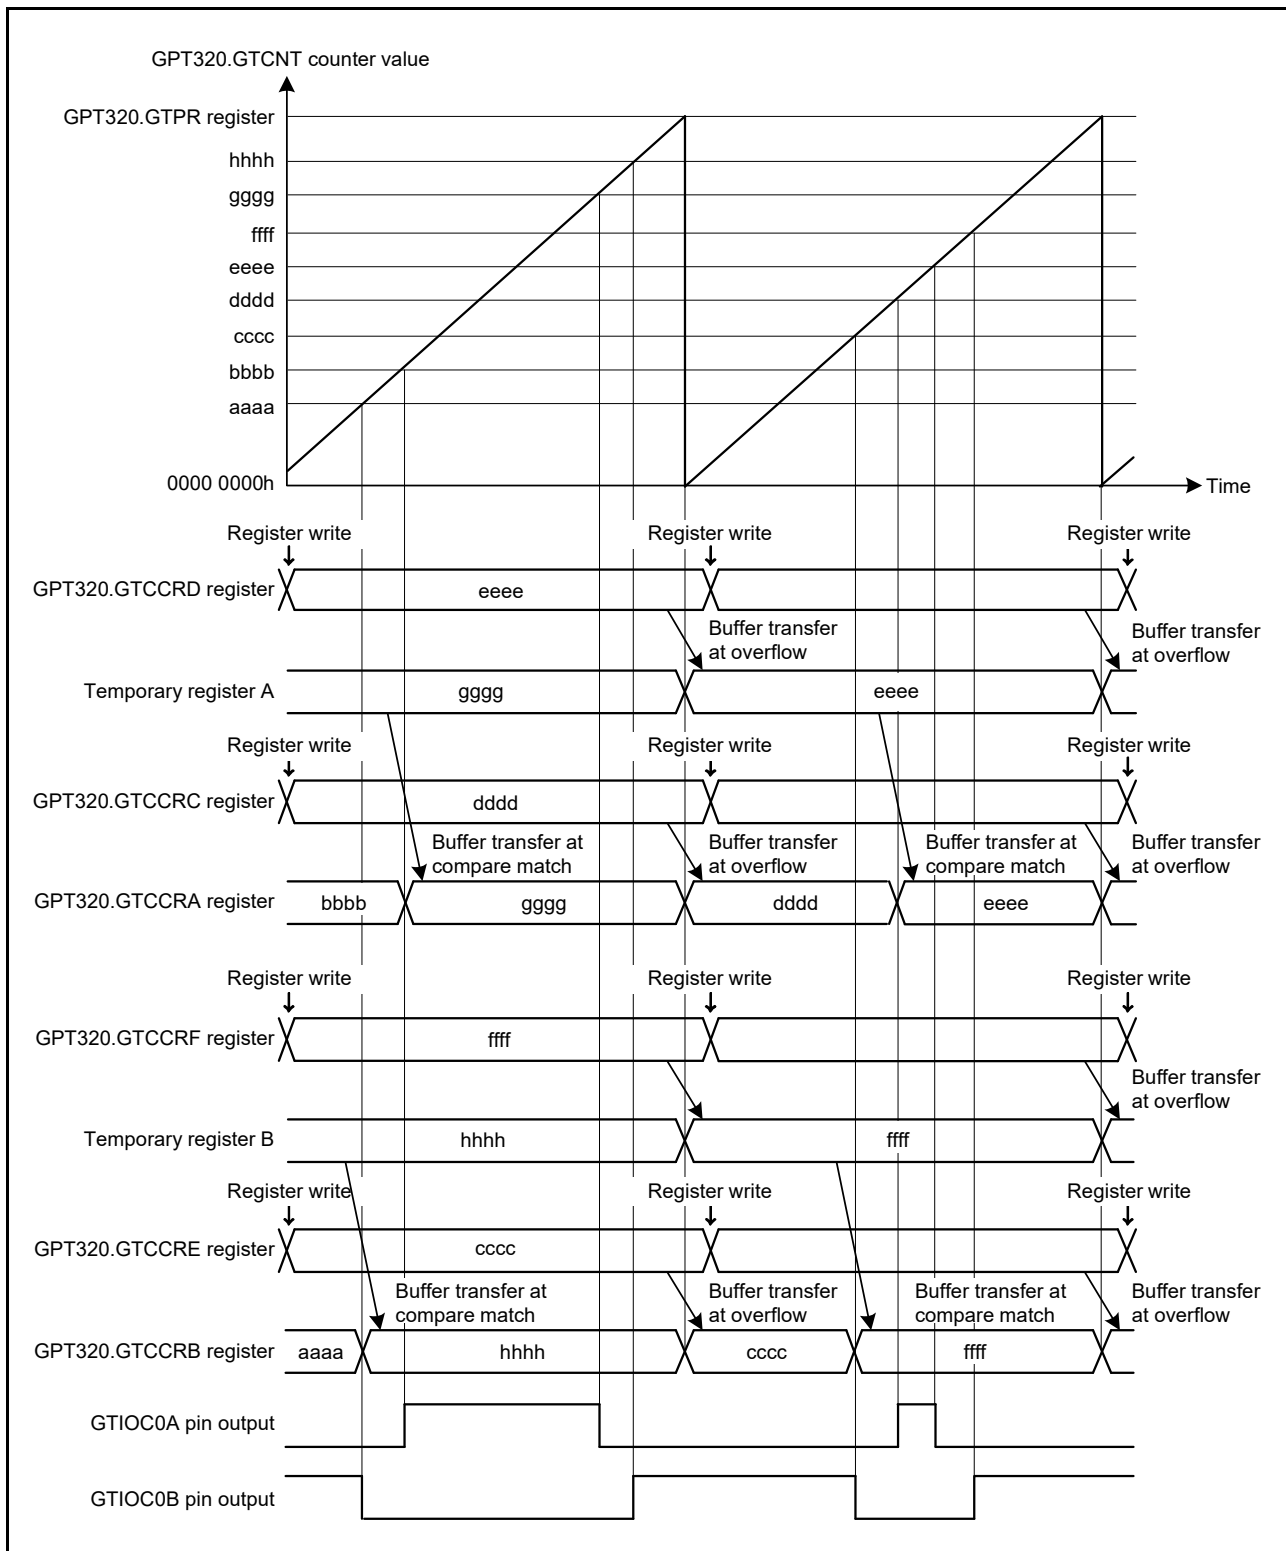 GPT320.GTCNT counter value
GPT320.GTPR register
hhhh
gggg
ffff
eeee
dddd
cccc
bbbb
aaaa
0000 0000h
Time
Register write
Register write
Register write
GPT320.GTCCRD register
eeee
Buffer transfer
at overflow
Buffer transfer
at overflow
Temporary register A
gggg
eeee
Register write
Register write
Register write
GPT320.GTCCRC register
dddd
Buffer transfer at
compare match
Buffer transfer
at overflow
Buffer transfer at
compare match
Buffer transfer
at overflow
GPT320.GTCCRA register
bbbb
gggg
dddd
eeee
Register write
Register write
Register write
GPT320.GTCCRF register
ffff
Buffer transfer
at overflow
Temporary register B
hhhh
ffff
Register write
Register write
Register write
GPT320.GTCCRE register
cccc
Buffer transfer at
compare match
Buffer transfer
at overflow
Buffer transfer at
compare match
Buffer transfer
at overflow
GPT320.GTCCRB register
aaaa
hhhh
cccc
ffff
GTIOC0A pin output
GTIOC0B pin output